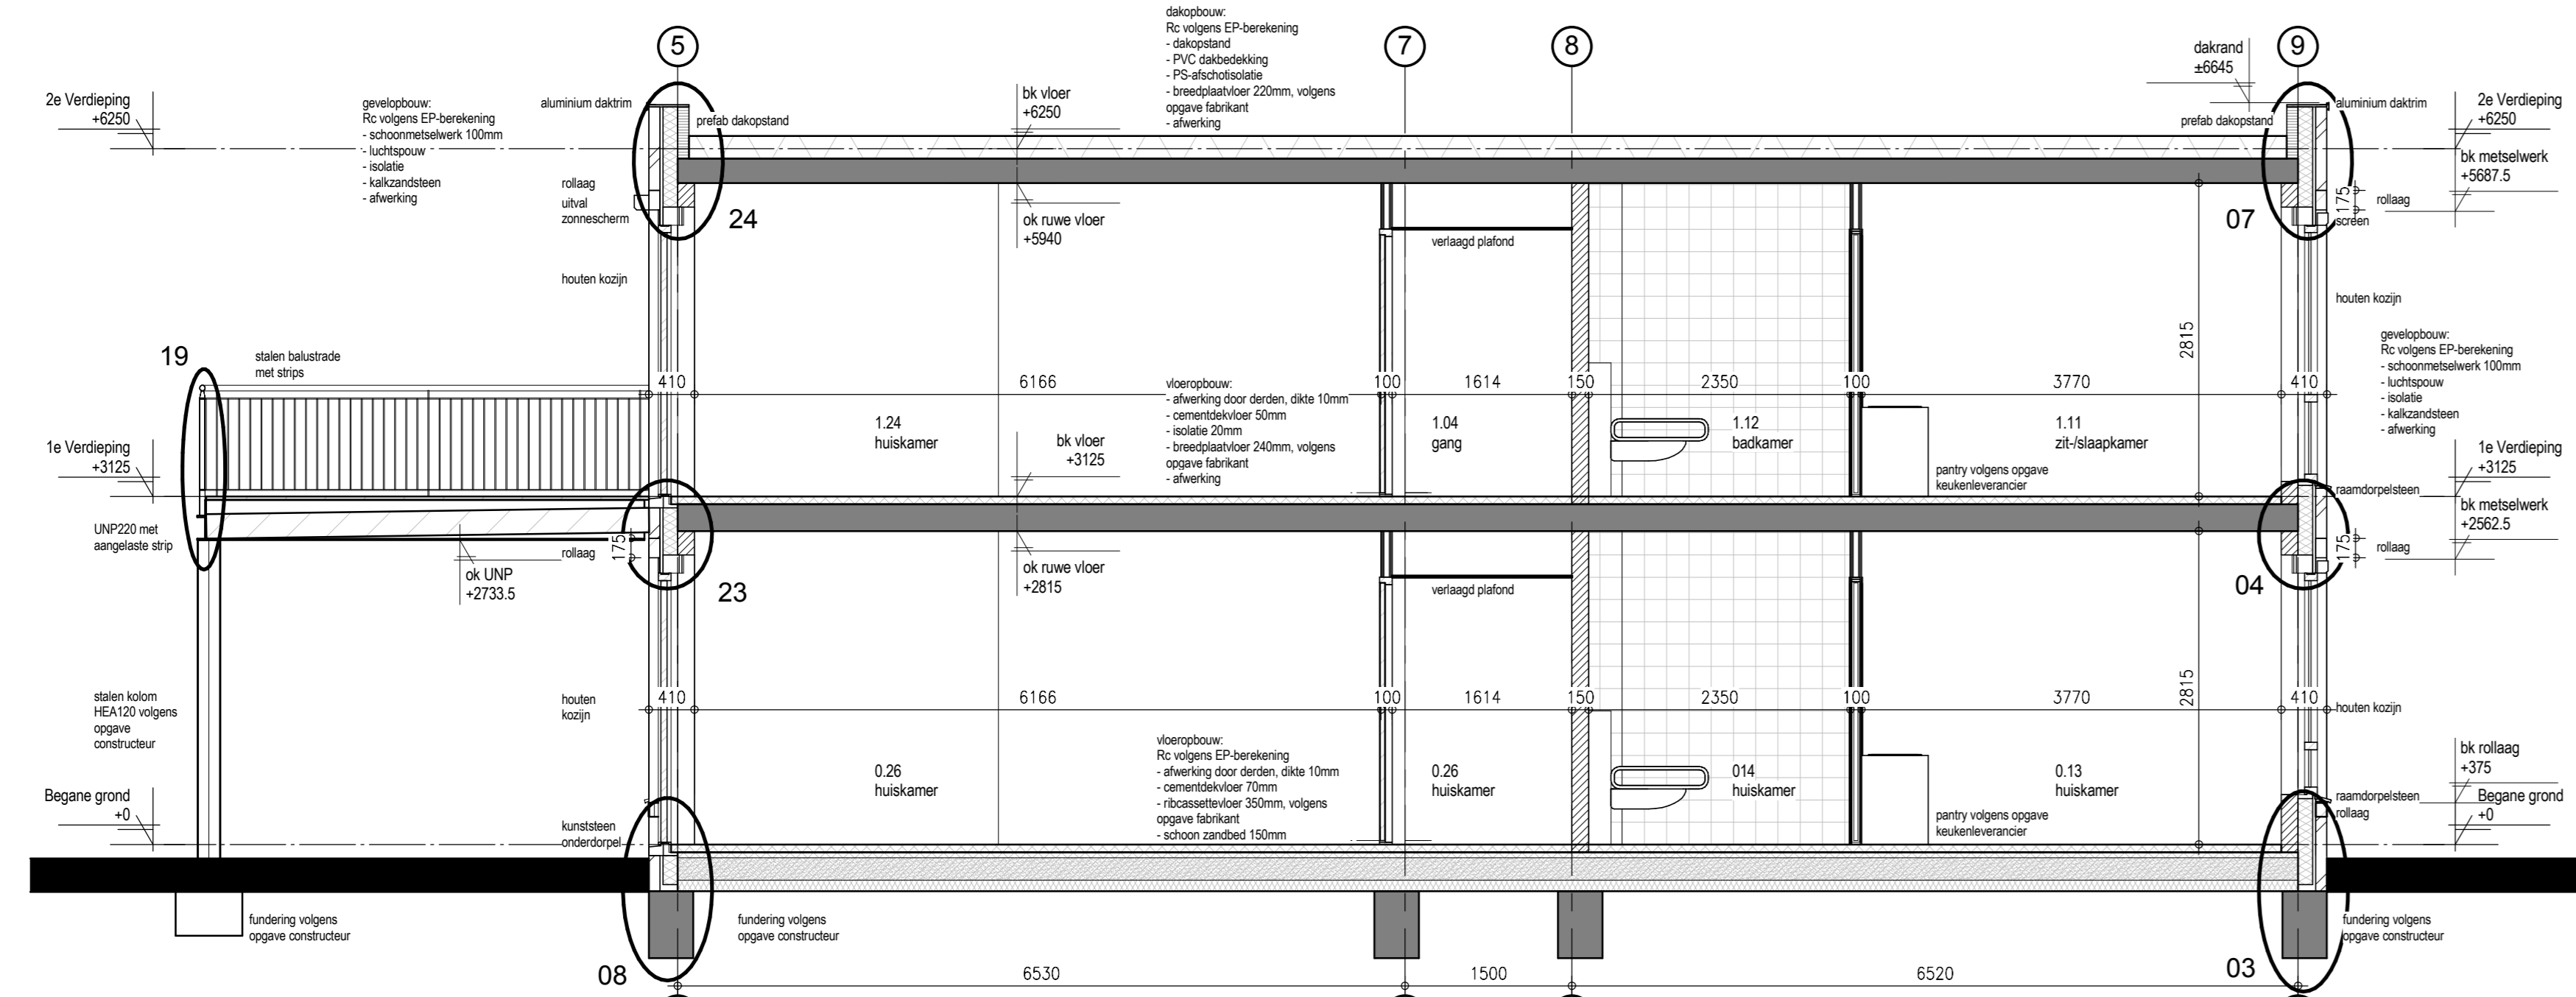 5
7
8
9
dakopbouw:
Rc volgens EP-berekening
- dakopstand
- PVC dakbedekking
- PS-afschotisolatie
- breedplaatvloer 220mm, volgens
opgave fabrikant
- afwerking
dakrand
±6645
2e Verdieping
+6250
gevelopbouw:
Rc volgens EP-berekening
- schoonmetselwerk 100mm
- luchtspouw
- isolatie
- kalkzandsteen
- afwerking
aluminium daktrim
prefab dakopstand
bk vloer
+6250
prefab dakopstand
aluminium daktrim
2e Verdieping
+6250
bk metselwerk
+5687.5
rollaag
uitval
zonnescherm
24
ok ruwe vloer
+5940
verlaagd plafond
07
175
rollaag
screen
houten kozijn
houten kozijn
19
stalen balustrade
met strips
2815
gevelopbouw:
Rc volgens EP-berekening
- schoonmetselwerk 100mm
- luchtspouw
- isolatie
- kalkzandsteen
- afwerking
410
6166
100
1614
150
2350
100
3770
410
vloeropbouw:
- afwerking door derden, dikte 10mm
- cementdekvloer 50mm
- isolatie 20mm
- breedplaatvloer 240mm, volgens
opgave fabrikant
- afwerking
1.24
huiskamer
1.04
gang
1.12
badkamer
1.11
zit-/slaapkamer
1e Verdieping
+3125
bk vloer
+3125
pantry volgens opgave
keukenleverancier
1e Verdieping
+3125
raamdorpelsteen
bk metselwerk
+2562.5
UNP220 met
aangelaste strip
rollaag
175
ok UNP
+2733.5
23
ok ruwe vloer
+2815
verlaagd plafond
04
175
rollaag
stalen kolom
HEA120 volgens
opgave
constructeur
houten
kozijn
410
6166
100
1614
150
2350
100
3770
2815
410
houten kozijn
vloeropbouw:
Rc volgens EP-berekening
- afwerking door derden, dikte 10mm
- cementdekvloer 70mm
- ribcassettevloer 350mm, volgens
opgave fabrikant
- schoon zandbed 150mm
0.26
huiskamer
0.26
huiskamer
014
huiskamer
0.13
huiskamer
bk rollaag
+375
Begane grond
+0
kunststeen
onderdorpel
pantry volgens opgave
keukenleverancier
raamdorpelsteen
rollaag
Begane grond
+0
fundering volgens
opgave constructeur
fundering volgens
opgave constructeur
fundering volgens
opgave constructeur
08
6530
1500
6520
03